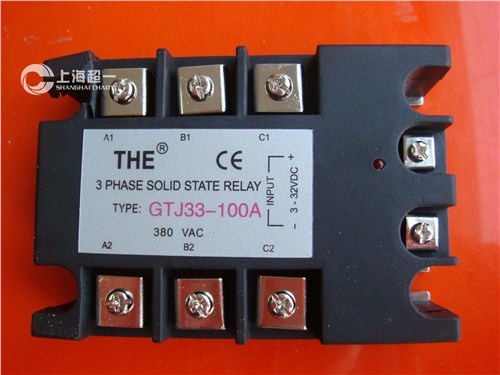 上海超一
SHANGHAI CHAOYI
A1 B1 C1
THE® CE
3 PHASE SOLID STATE RELAY
TYPE: GTJ33-100A
380 VAC
INPUT
- 3 - 32VDC +
A2 B2 C2